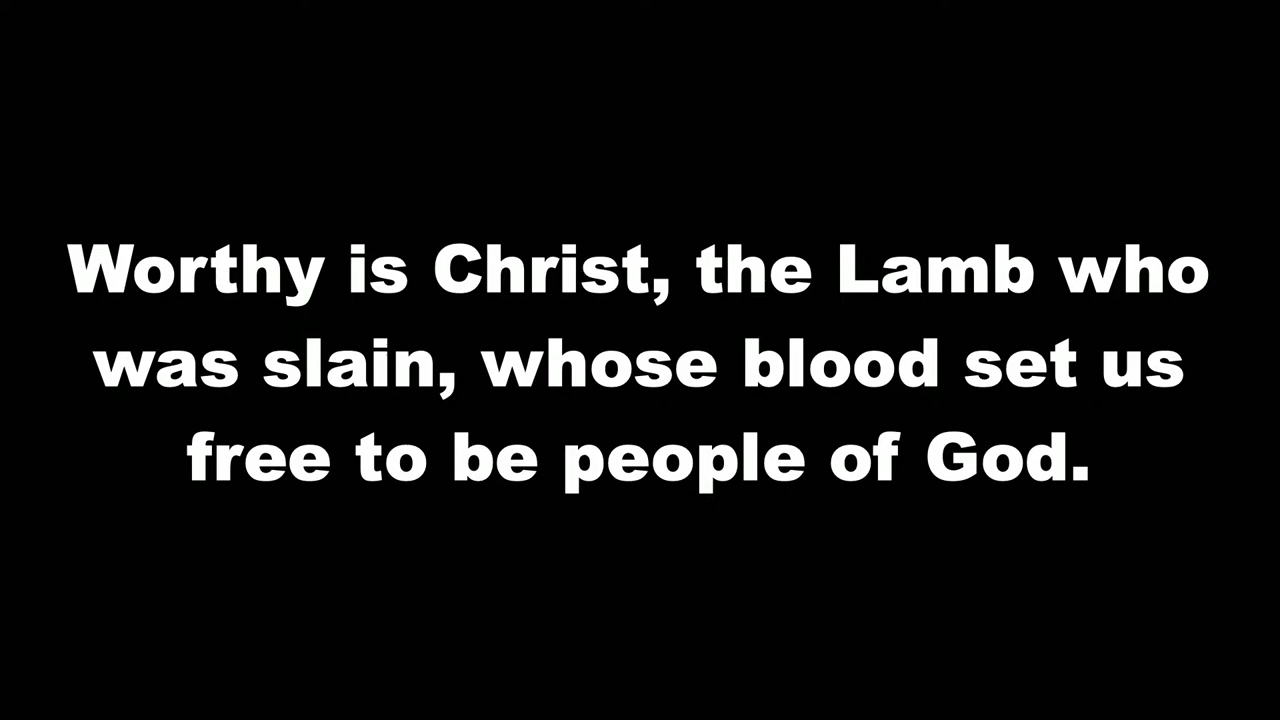 Worthy is Christ, the Lamb who
was slain, whose blood set us
free to be people of God.